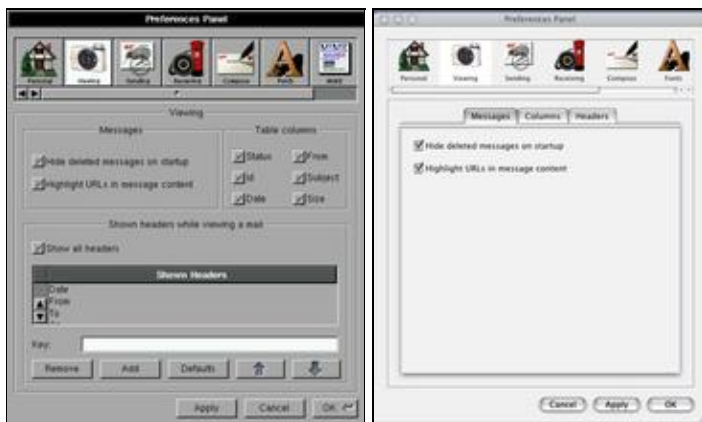 Preferences Panel
Personal Viewing Sending Receiving Compose Fonts MIME
Viewing
Messages
Hide deleted messages on startup
Highlight URLs in message content
Table columns
Status From
Id Subject
Date Size
Shown headers while viewing a mail
Show all headers
Shown Headers
Date
From
To
Key:
Remove Add Defaults
Apply Cancel OK
Preferences Panel
Personal Viewing Sending Receiving Compose Fonts
Messages Columns Headers
Hide deleted messages on startup
Highlight URLs in message content
Cancel Apply OK